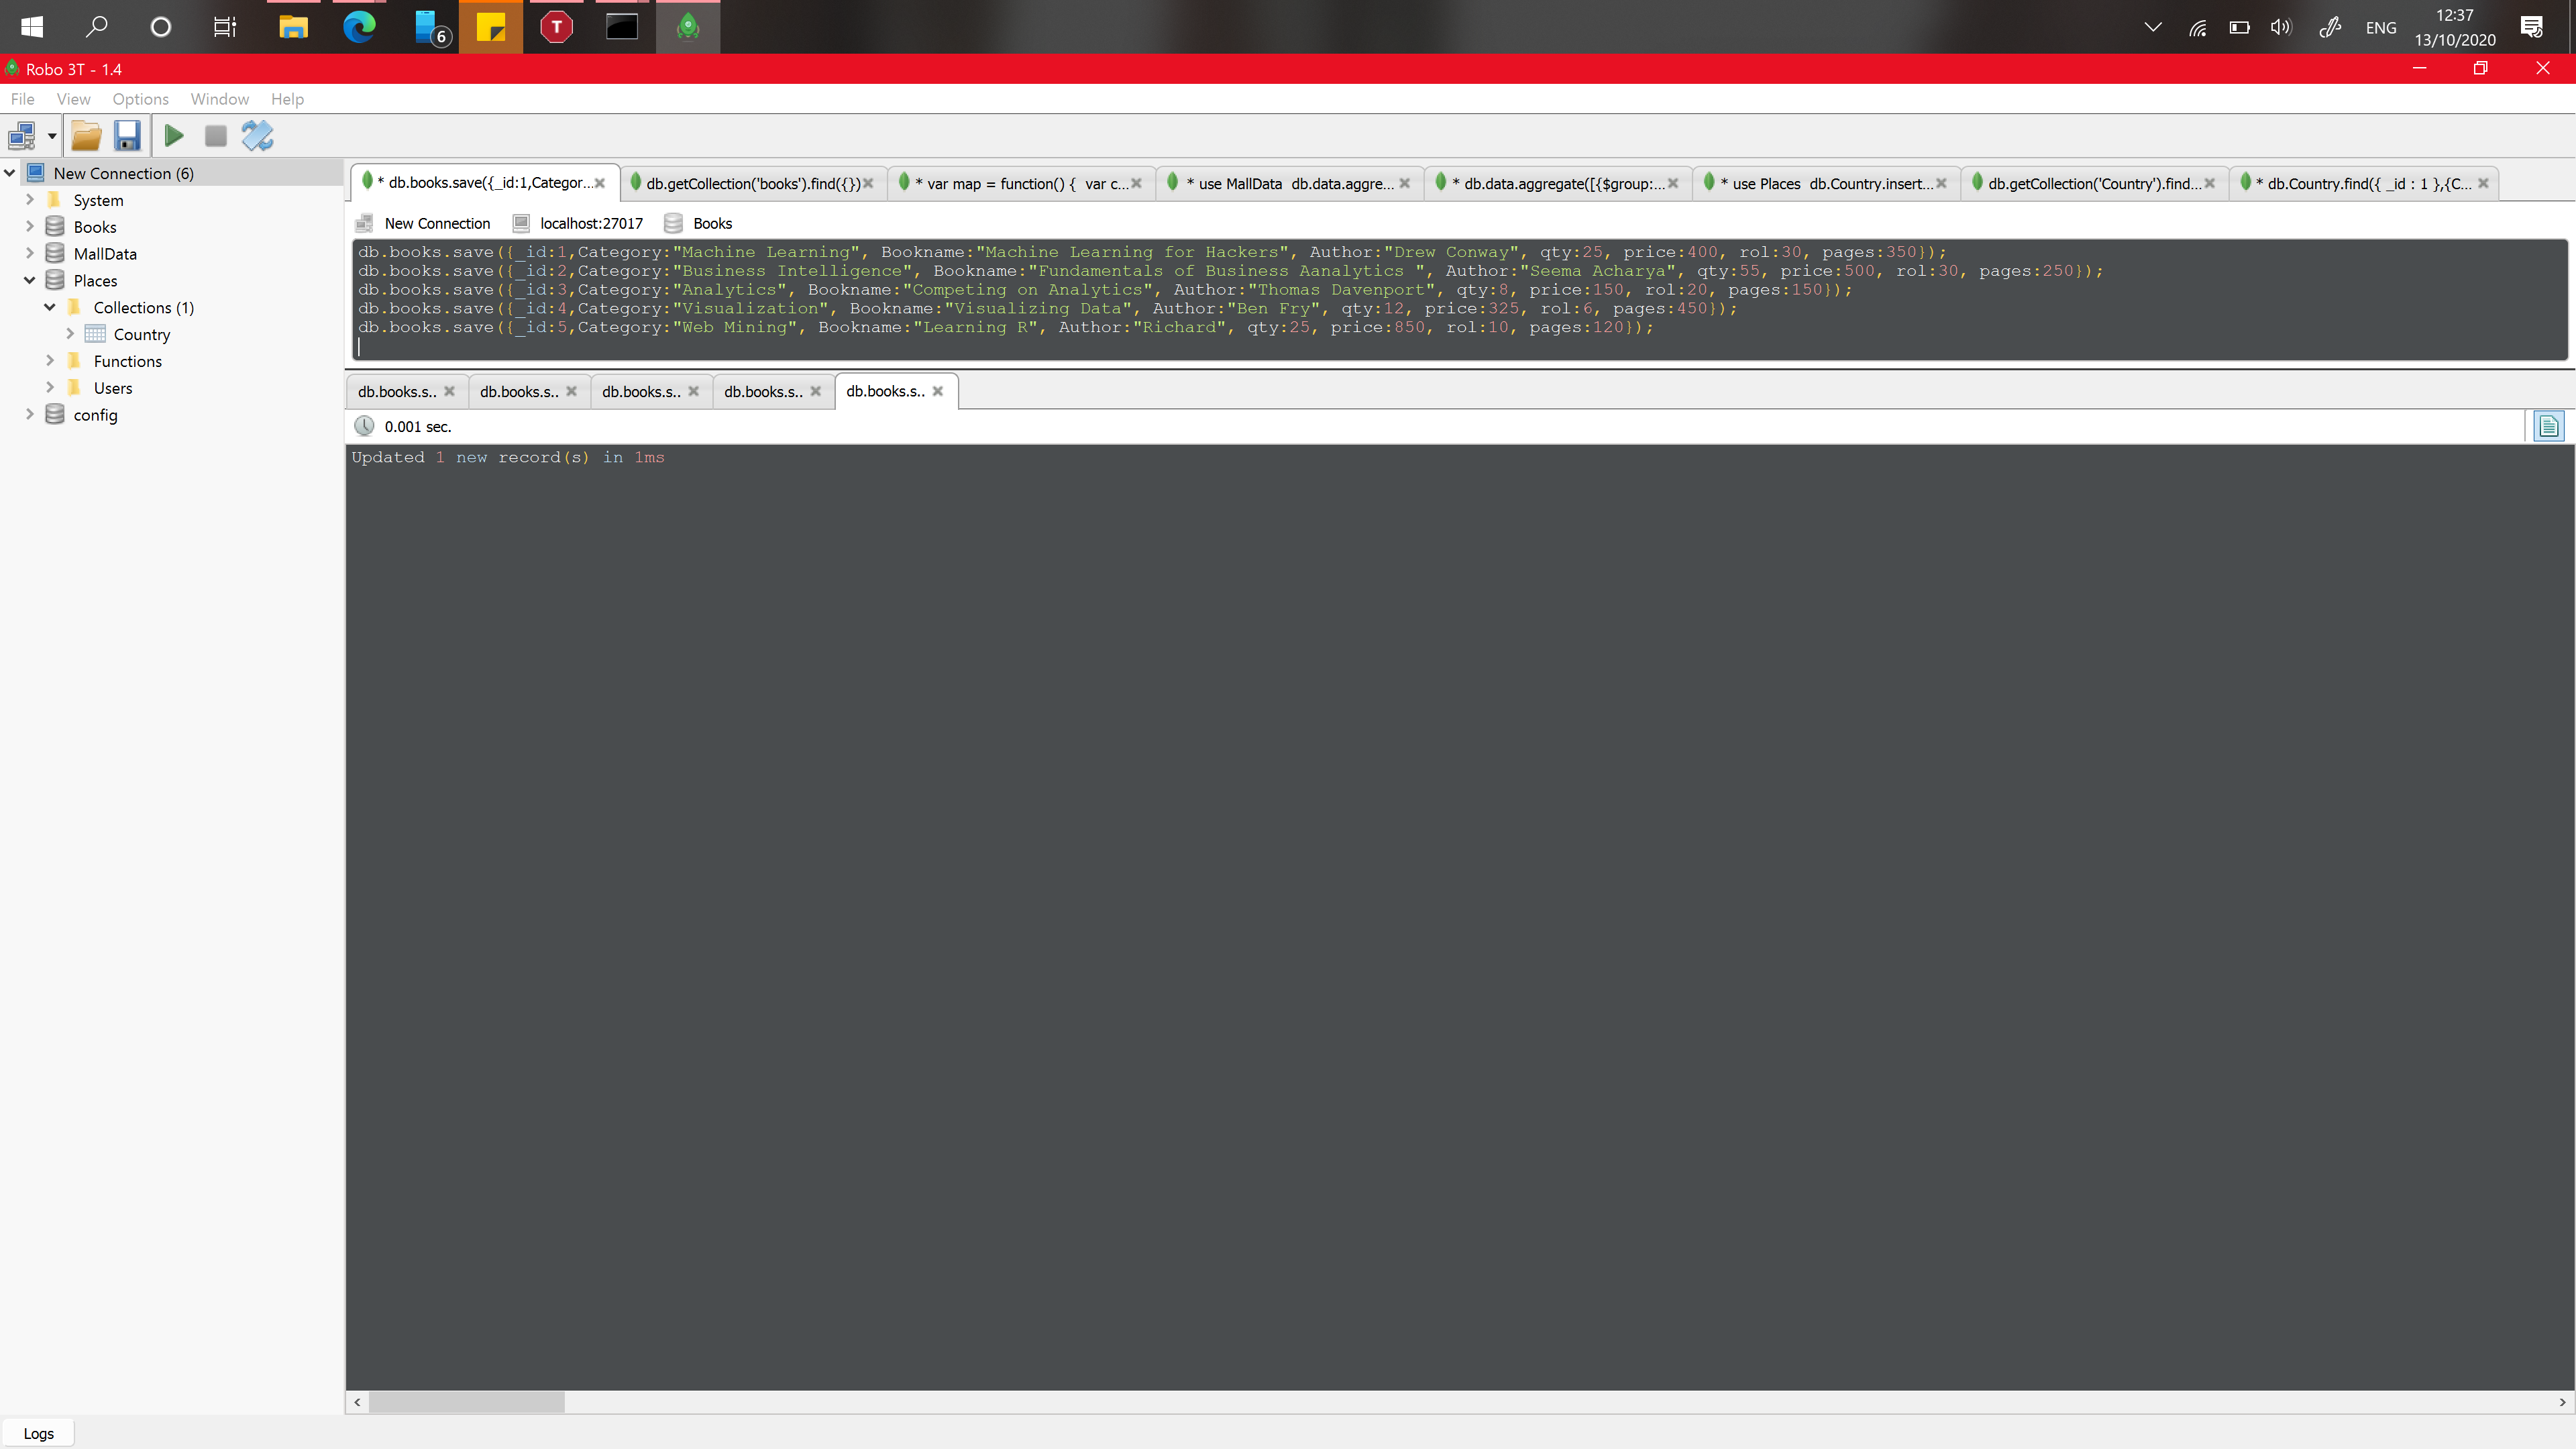 6
T
ENG
12:37
13/10/2020
Robo 3T - 1.4
File View Options Window Help
New Connection (6)
System
Books
MallData
Places
Collections (1)
Country
Functions
Users
config
* db.books.save({_id:1,Categor...
db.getCollection('books').find({})
* var map = function() { var c...
* use MallData db.data.aggre...
* db.data.aggregate([{$group:...
* use Places db.Country.insert...
db.getCollection('Country').find...
* db.Country.find({ _id : 1 },{C...
New Connection localhost:27017 Books
db.books.save({_id:1,Category:"Machine Learning", Bookname:"Machine Learning for Hackers", Author:"Drew Conway", qty:25, price:400, rol:30, pages:350});
db.books.save({_id:2,Category:"Business Intelligence", Bookname:"Fundamentals of Business Aanalytics ", Author:"Seema Acharya", qty:55, price:500, rol:30, pages:250});
db.books.save({_id:3,Category:"Analytics", Bookname:"Competing on Analytics", Author:"Thomas Davenport", qty:8, price:150, rol:20, pages:150});
db.books.save({_id:4,Category:"Visualization", Bookname:"Visualizing Data", Author:"Ben Fry", qty:12, price:325, rol:6, pages:450});
db.books.save({_id:5,Category:"Web Mining", Bookname:"Learning R", Author:"Richard", qty:25, price:850, rol:10, pages:120});
db.books.s.. db.books.s.. db.books.s.. db.books.s.. db.books.s..
0.001 sec.
Updated 1 new record(s) in 1ms
Logs